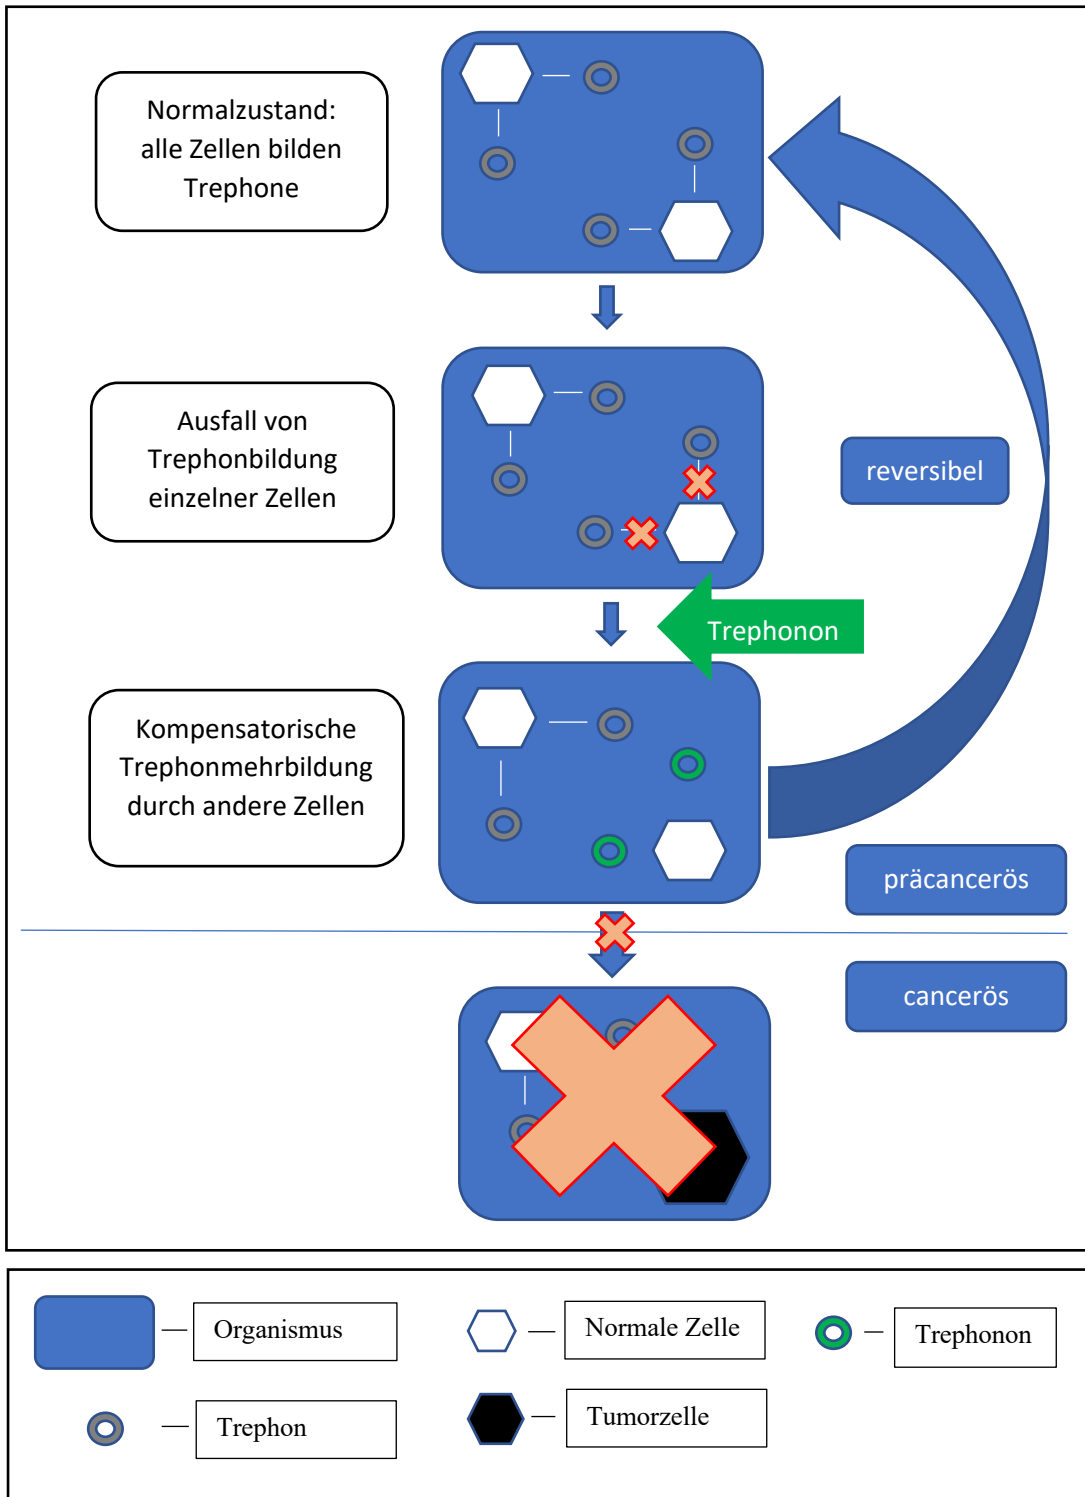 Normalzustand:
alle Zellen bilden
Trephone
Ausfall von
Trephonbildung
einzelner Zellen
reversibel
Trephonon
Kompensatorische
Trephonmehrbildung
durch andere Zellen
präcancerös
cancerös
Organismus
Normale Zelle
Trephonon
Trephon
Tumorzelle